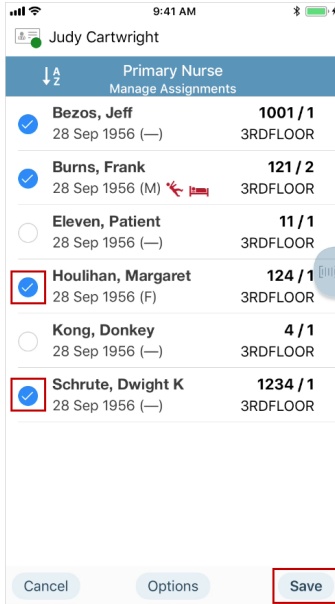 9:41 AM
Judy Cartwright
A
Z
Primary Nurse
Manage Assignments
Bezos, Jeff 1001 / 1
28 Sep 1956 (—) 3RDFLOOR
Burns, Frank 121 / 2
28 Sep 1956 (M) 3RDFLOOR
Eleven, Patient 11 / 1
28 Sep 1956 (—) 3RDFLOOR
Houlihan, Margaret 124 / 1
28 Sep 1956 (F) 3RDFLOOR
Kong, Donkey 4 / 1
28 Sep 1956 (—) 3RDFLOOR
Schrute, Dwight K 1234 / 1
28 Sep 1956 (—) 3RDFLOOR
Cancel Options Save